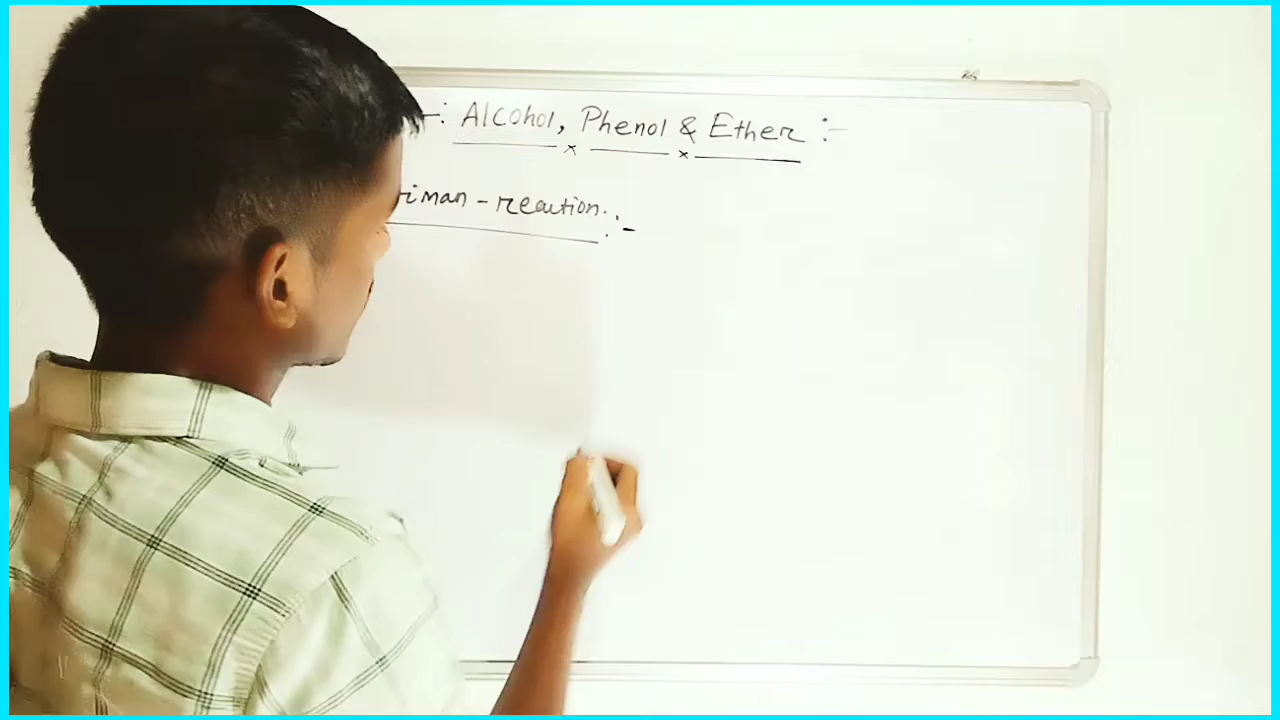 -: Alcohol, Phenol & Ether :-
iman - reaction :-